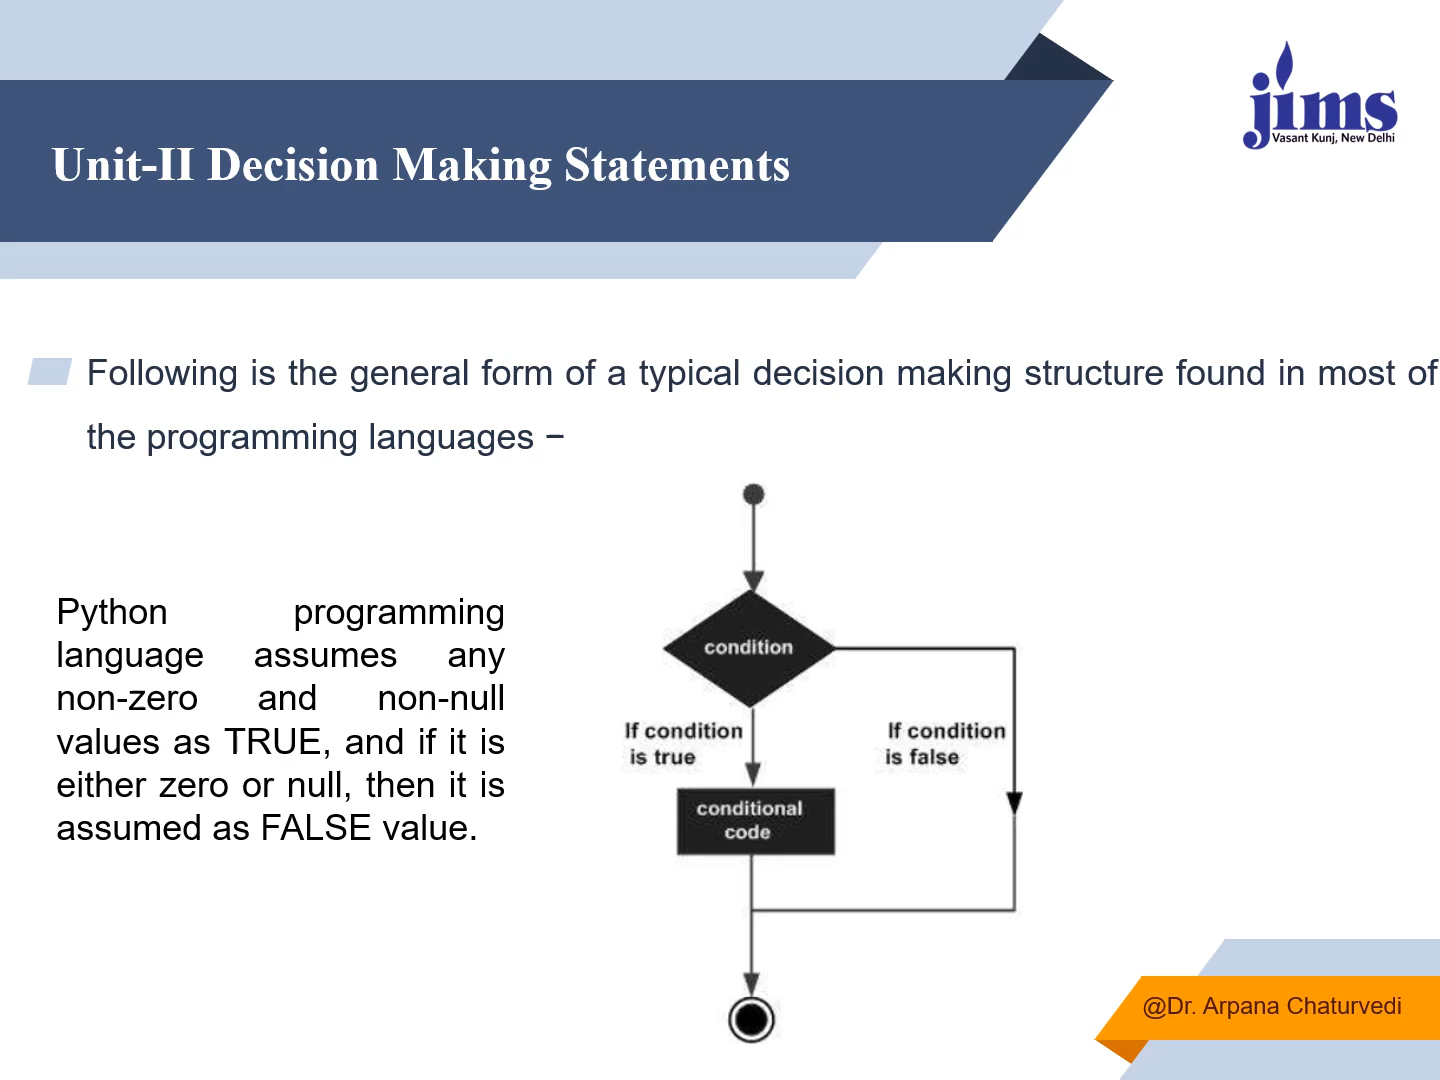 jims
Vasant Kunj, New Delhi
Unit-II Decision Making Statements
Following is the general form of a typical decision making structure found in most of
the programming languages −
Python programming
language assumes any
non-zero and non-null
values as TRUE, and if it is
either zero or null, then it is
assumed as FALSE value.
condition
If condition
is true
If condition
is false
conditional
code
@Dr. Arpana Chaturvedi